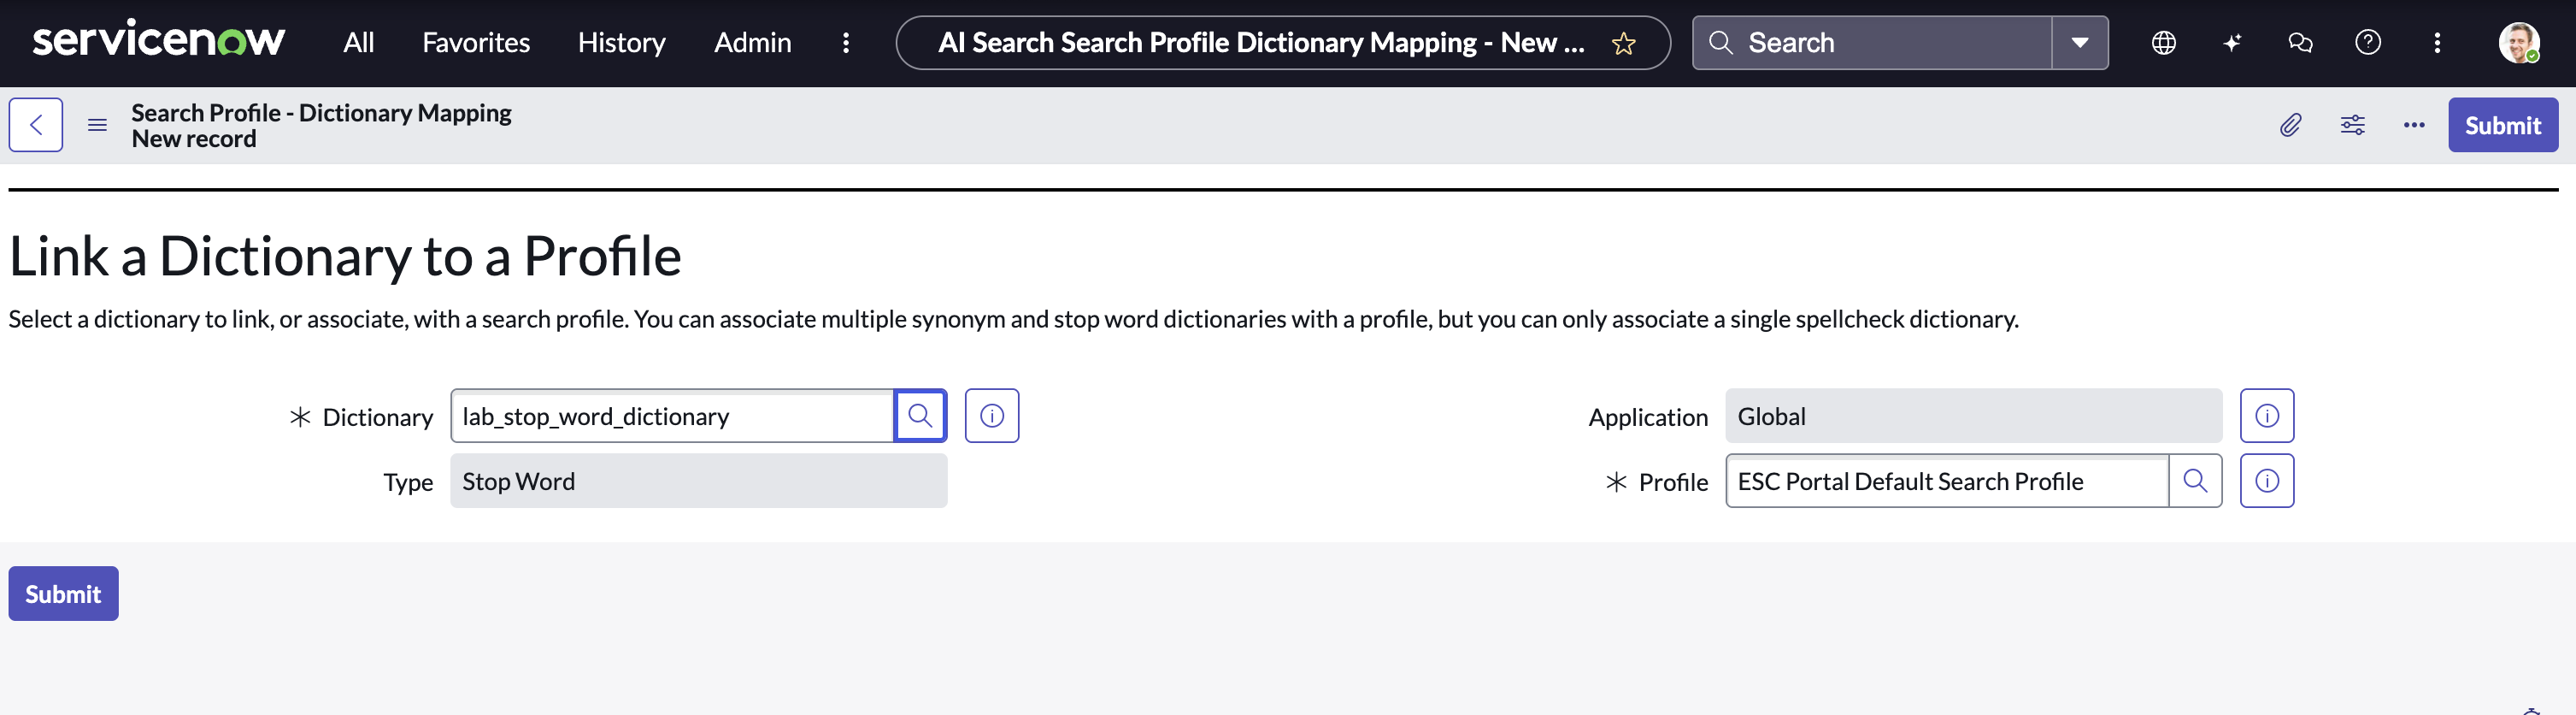 servicenow All Favorites History Admin AI Search Search Profile Dictionary Mapping - New ... Search
Search Profile - Dictionary Mapping
New record
Submit
Link a Dictionary to a Profile
Select a dictionary to link, or associate, with a search profile. You can associate multiple synonym and stop word dictionaries with a profile, but you can only associate a single spellcheck dictionary.
Dictionary lab_stop_word_dictionary Application Global
Type Stop Word Profile ESC Portal Default Search Profile
Submit